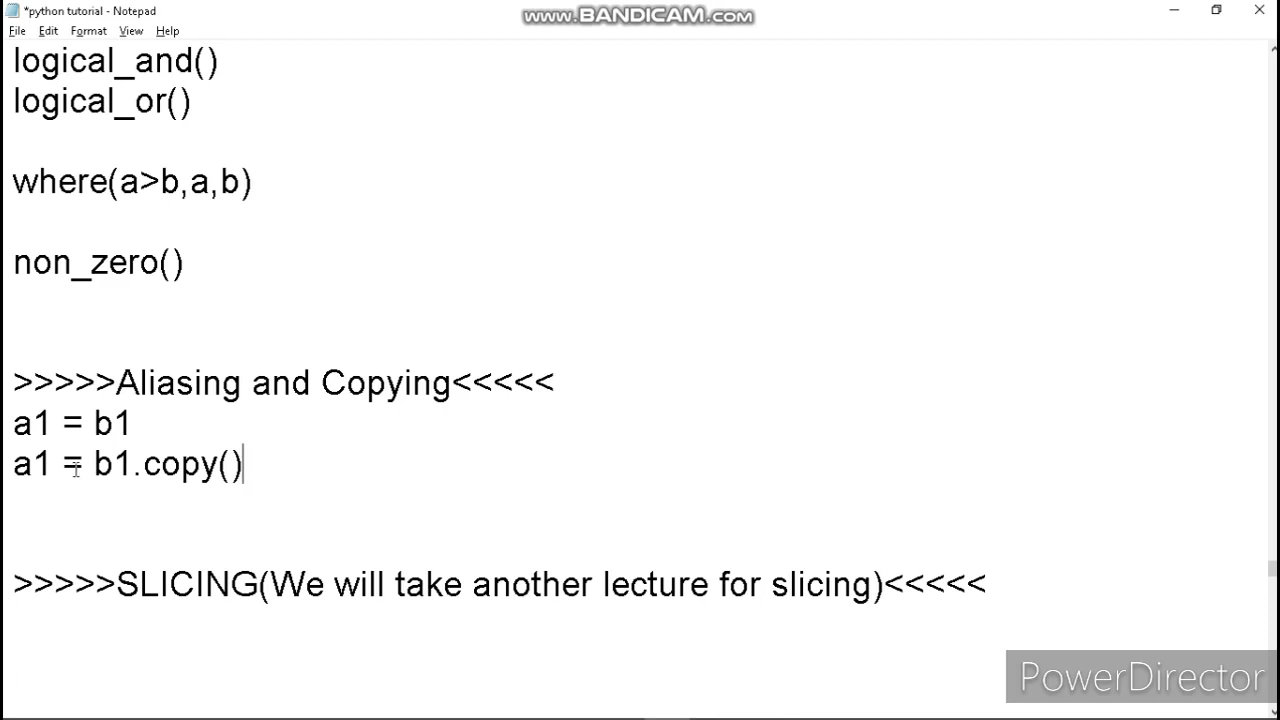 *python tutorial - Notepad
www.BANDICAM.com
File Edit Format View Help
logical_and()
logical_or()
where(a>b,a,b)
non_zero()
>>>>>Aliasing and Copying<<<<<
a1 = b1
a1 = b1.copy()
>>>>>SLICING(We will take another lecture for slicing)<<<<<
PowerDirector